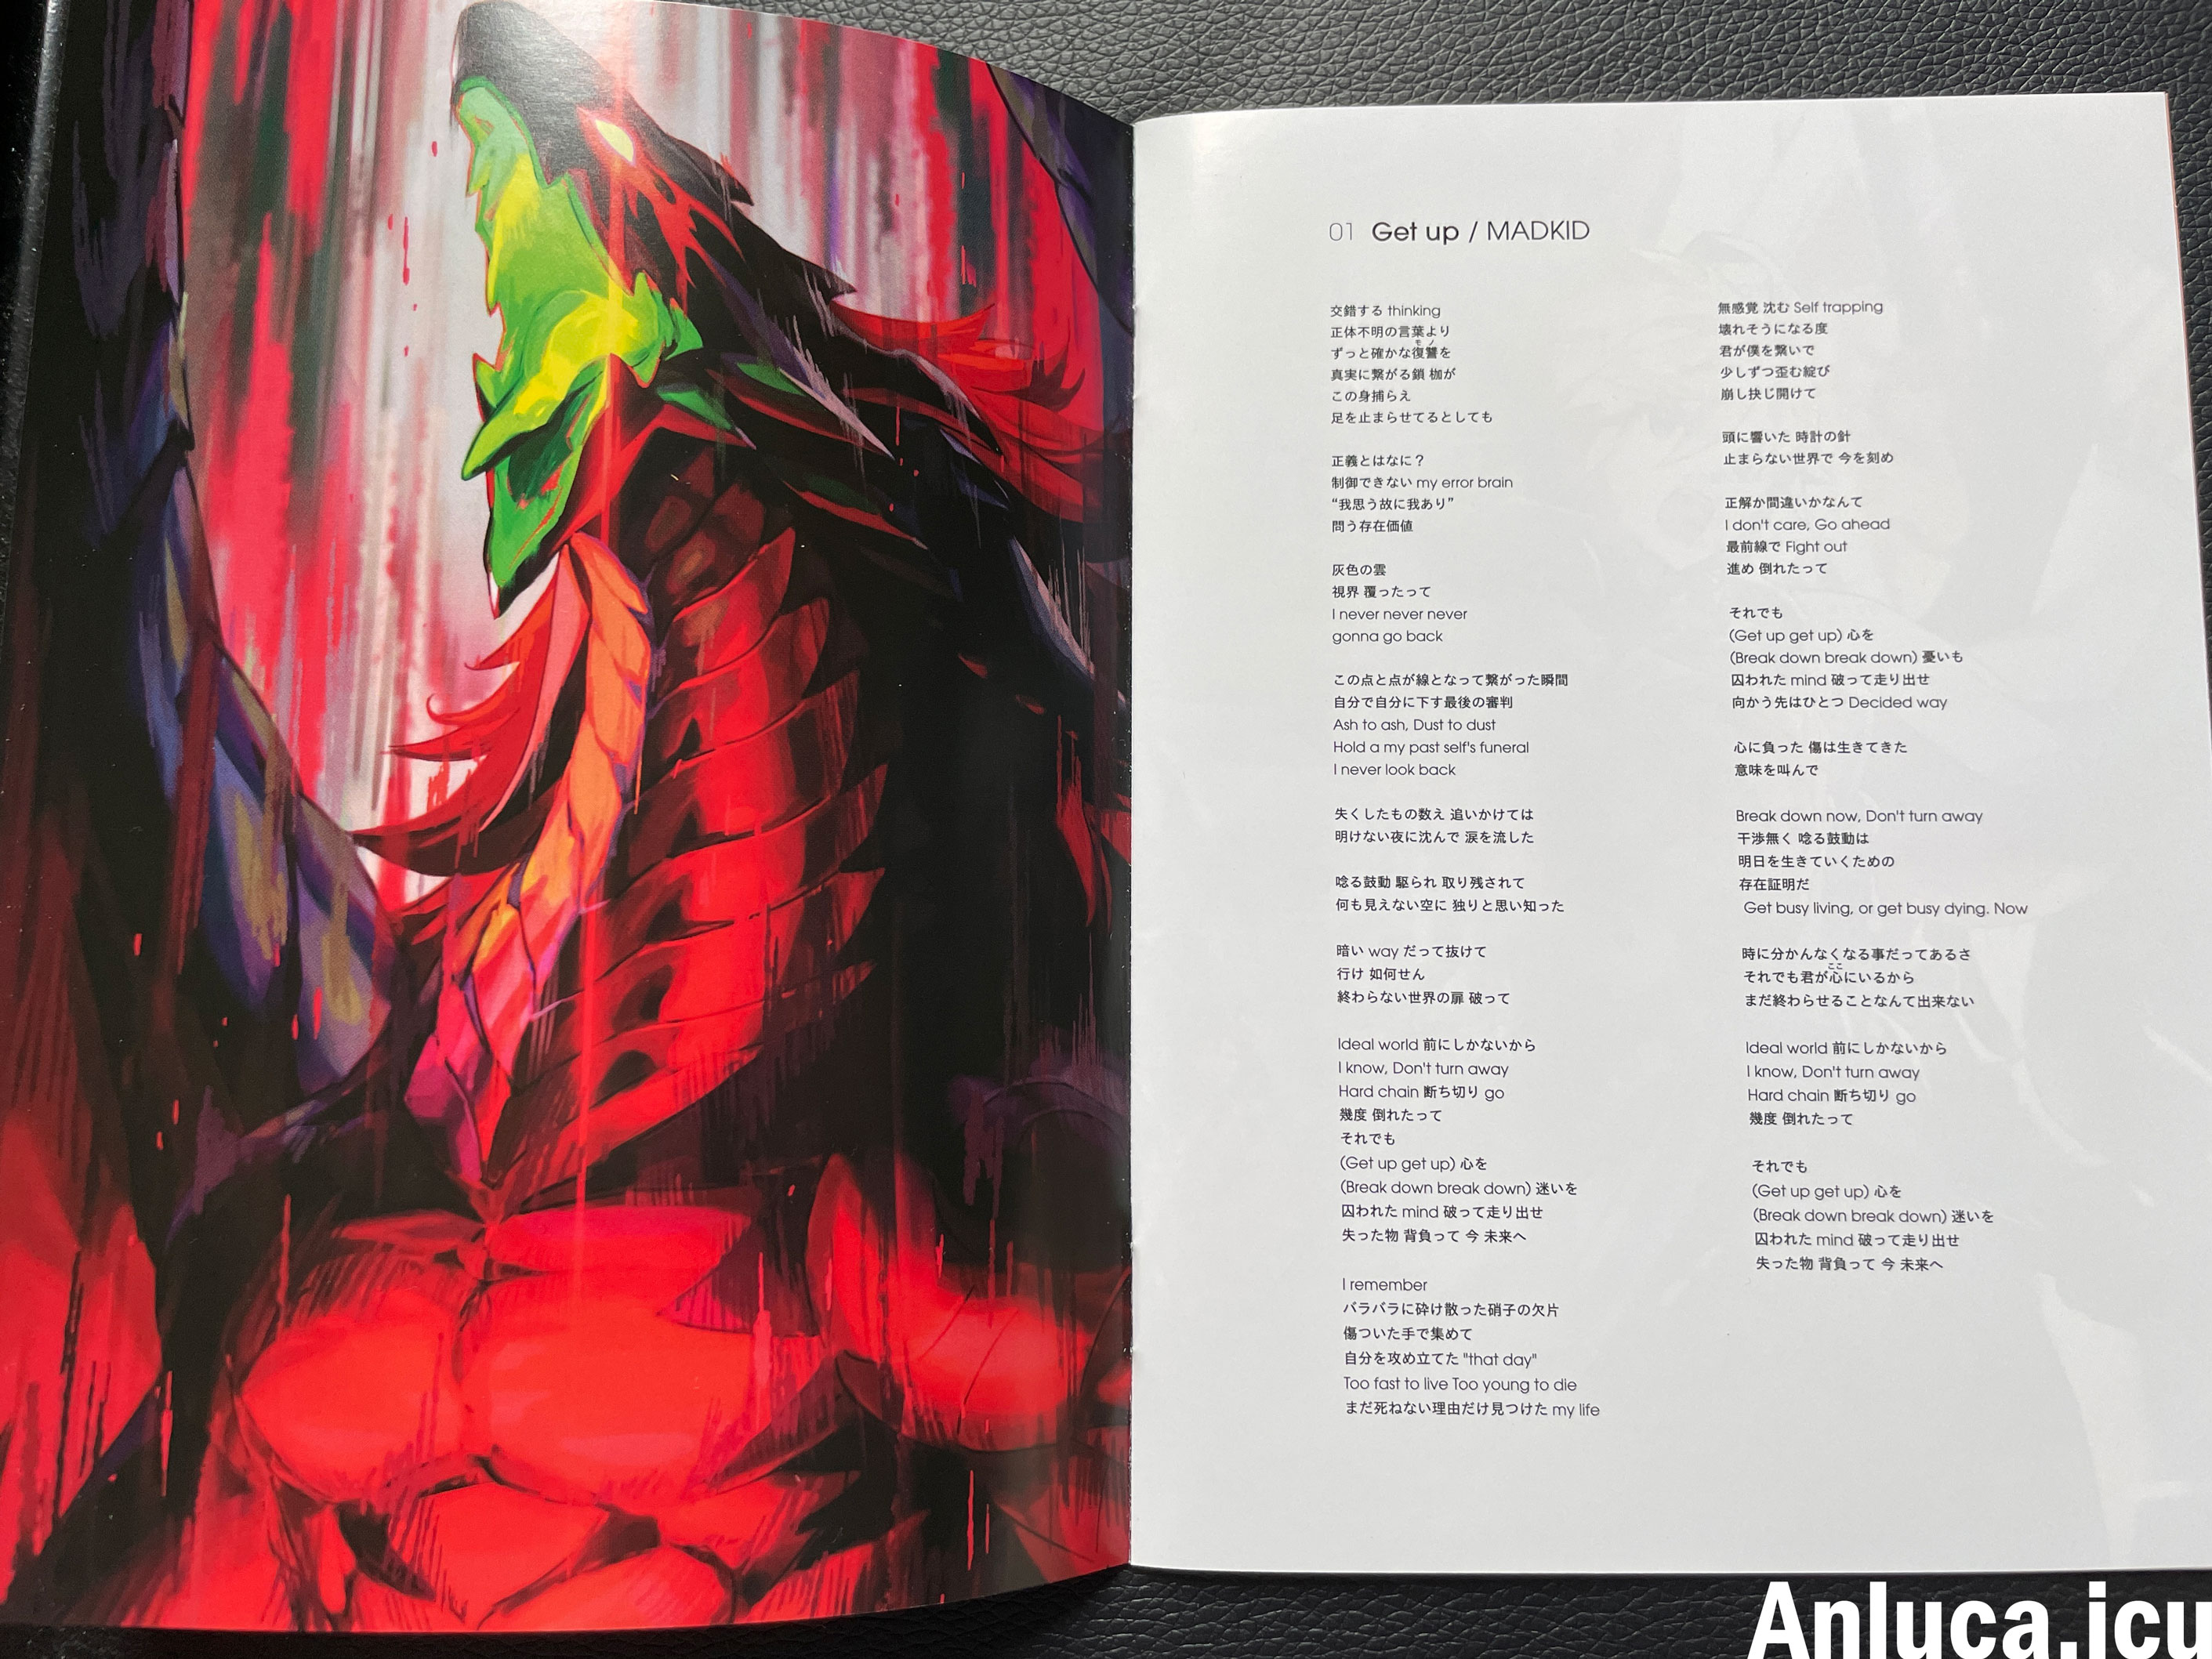 01 Get up / MADKID
交錯する thinking
正体不明の言葉より
モノ
ずっと確かな復讐を
真実に繋がる鎖 枷が
この身捕らえ
足を止まらせてるとしても
正義とはなに？
制御できない my error brain
“我思う故に我あり”
問う存在価値
灰色の雲
視界 覆ったって
I never never never
gonna go back
この点と点が線となって繋がった瞬間
自分で自分に下す最後の審判
Ash to ash, Dust to dust
Hold a my past self's funeral
I never look back
失くしたもの数え 追いかけては
明けない夜に沈んで 涙を流した
唸る鼓動 駆られ 取り残されて
何も見えない空に 独りと思い知った
暗い way だって抜けて
行け 如何せん
終わらない世界の扉 破って
Ideal world 前にしかないから
I know, Don't turn away
Hard chain 断ち切り go
幾度 倒れたって
それでも
(Get up get up) 心を
(Break down break down) 迷いを
囚われた mind 破って走り出せ
失った物 背負って 今 未来へ
I remember
バラバラに砕け散った硝子の欠片
傷ついた手で集めて
自分を攻め立てた "that day"
Too fast to live Too young to die
まだ死ねない理由だけ見つけた my life
無感覚 沈む Self trapping
壊れそうになる度
君が僕を繋いで
少しずつ歪む綻び
崩し抉じ開けて
頭に響いた 時計の針
止まらない世界で 今を刻め
正解か間違いかなんて
I don't care, Go ahead
最前線で Fight out
進め 倒れたって
それでも
(Get up get up) 心を
(Break down break down) 憂いも
囚われた mind 破って走り出せ
向かう先はひとつ Decided way
心に負った 傷は生きてきた
意味を叫んで
Break down now, Don't turn away
干渉無く 唸る鼓動は
明日を生きていくための
存在証明だ
Get busy living, or get busy dying. Now
時に分かんなくなる事だってあるさ
ここ
それでも君が心にいるから
まだ終わらせることなんて出来ない
Ideal world 前にしかないから
I know, Don't turn away
Hard chain 断ち切り go
幾度 倒れたって
それでも
(Get up get up) 心を
(Break down break down) 迷いを
囚われた mind 破って走り出せ
失った物 背負って 今 未来へ
Anluca.icu